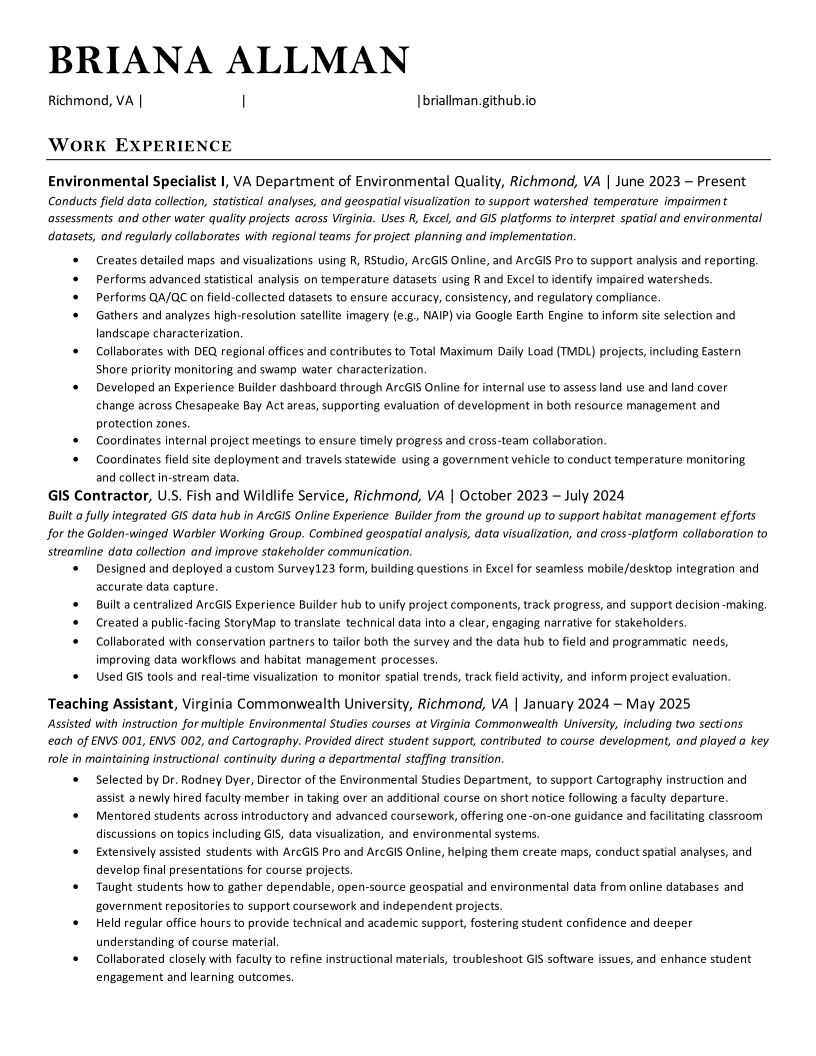 BRIANA ALLMAN
Richmond, VA | | |briallman.github.io
WORK EXPERIENCE
Environmental Specialist I, VA Department of Environmental Quality, Richmond, VA | June 2023 – Present
Conducts field data collection, statistical analyses, and geospatial visualization to support watershed temperature impairment
assessments and other water quality projects across Virginia. Uses R, Excel, and GIS platforms to interpret spatial and environmental
datasets, and regularly collaborates with regional teams for project planning and implementation.
• Creates detailed maps and visualizations using R, RStudio, ArcGIS Online, and ArcGIS Pro to support analysis and reporting.
• Performs advanced statistical analysis on temperature datasets using R and Excel to identify impaired watersheds.
• Performs QA/QC on field-collected datasets to ensure accuracy, consistency, and regulatory compliance.
• Gathers and analyzes high-resolution satellite imagery (e.g., NAIP) via Google Earth Engine to inform site selection and
landscape characterization.
• Collaborates with DEQ regional offices and contributes to Total Maximum Daily Load (TMDL) projects, including Eastern
Shore priority monitoring and swamp water characterization.
• Developed an Experience Builder dashboard through ArcGIS Online for internal use to assess land use and land cover
change across Chesapeake Bay Act areas, supporting evaluation of development in both resource management and
protection zones.
• Coordinates internal project meetings to ensure timely progress and cross-team collaboration.
• Coordinates field site deployment and travels statewide using a government vehicle to conduct temperature monitoring
and collect in-stream data.
GIS Contractor, U.S. Fish and Wildlife Service, Richmond, VA | October 2023 – July 2024
Built a fully integrated GIS data hub in ArcGIS Online Experience Builder from the ground up to support habitat management efforts
for the Golden-winged Warbler Working Group. Combined geospatial analysis, data visualization, and cross-platform collaboration to
streamline data collection and improve stakeholder communication.
• Designed and deployed a custom Survey123 form, building questions in Excel for seamless mobile/desktop integration and
accurate data capture.
• Built a centralized ArcGIS Experience Builder hub to unify project components, track progress, and support decision-making.
• Created a public-facing StoryMap to translate technical data into a clear, engaging narrative for stakeholders.
• Collaborated with conservation partners to tailor both the survey and the data hub to field and programmatic needs,
improving data workflows and habitat management processes.
• Used GIS tools and real-time visualization to monitor spatial trends, track field activity, and inform project evaluation.
Teaching Assistant, Virginia Commonwealth University, Richmond, VA | January 2024 – May 2025
Assisted with instruction for multiple Environmental Studies courses at Virginia Commonwealth University, including two sections
each of ENVS 001, ENVS 002, and Cartography. Provided direct student support, contributed to course development, and played a key
role in maintaining instructional continuity during a departmental staffing transition.
• Selected by Dr. Rodney Dyer, Director of the Environmental Studies Department, to support Cartography instruction and
assist a newly hired faculty member in taking over an additional course on short notice following a faculty departure.
• Mentored students across introductory and advanced coursework, offering one-on-one guidance and facilitating classroom
discussions on topics including GIS, data visualization, and environmental systems.
• Extensively assisted students with ArcGIS Pro and ArcGIS Online, helping them create maps, conduct spatial analyses, and
develop final presentations for course projects.
• Taught students how to gather dependable, open-source geospatial and environmental data from online databases and
government repositories to support coursework and independent projects.
• Held regular office hours to provide technical and academic support, fostering student confidence and deeper
understanding of course material.
• Collaborated closely with faculty to refine instructional materials, troubleshoot GIS software issues, and enhance student
engagement and learning outcomes.